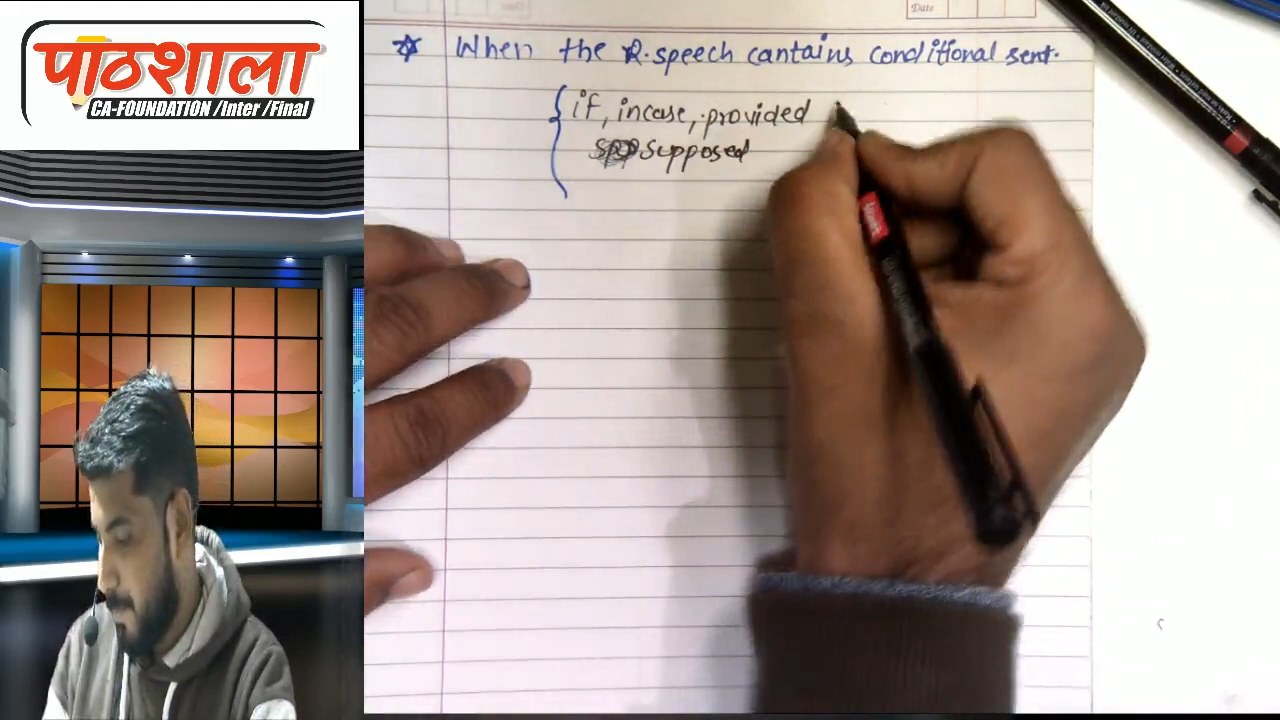 पाठशाला
CA-FOUNDATION /Inter /Final
Date
☆ When the R.speech cantains conditional sent.
if, incase, provided
supposed